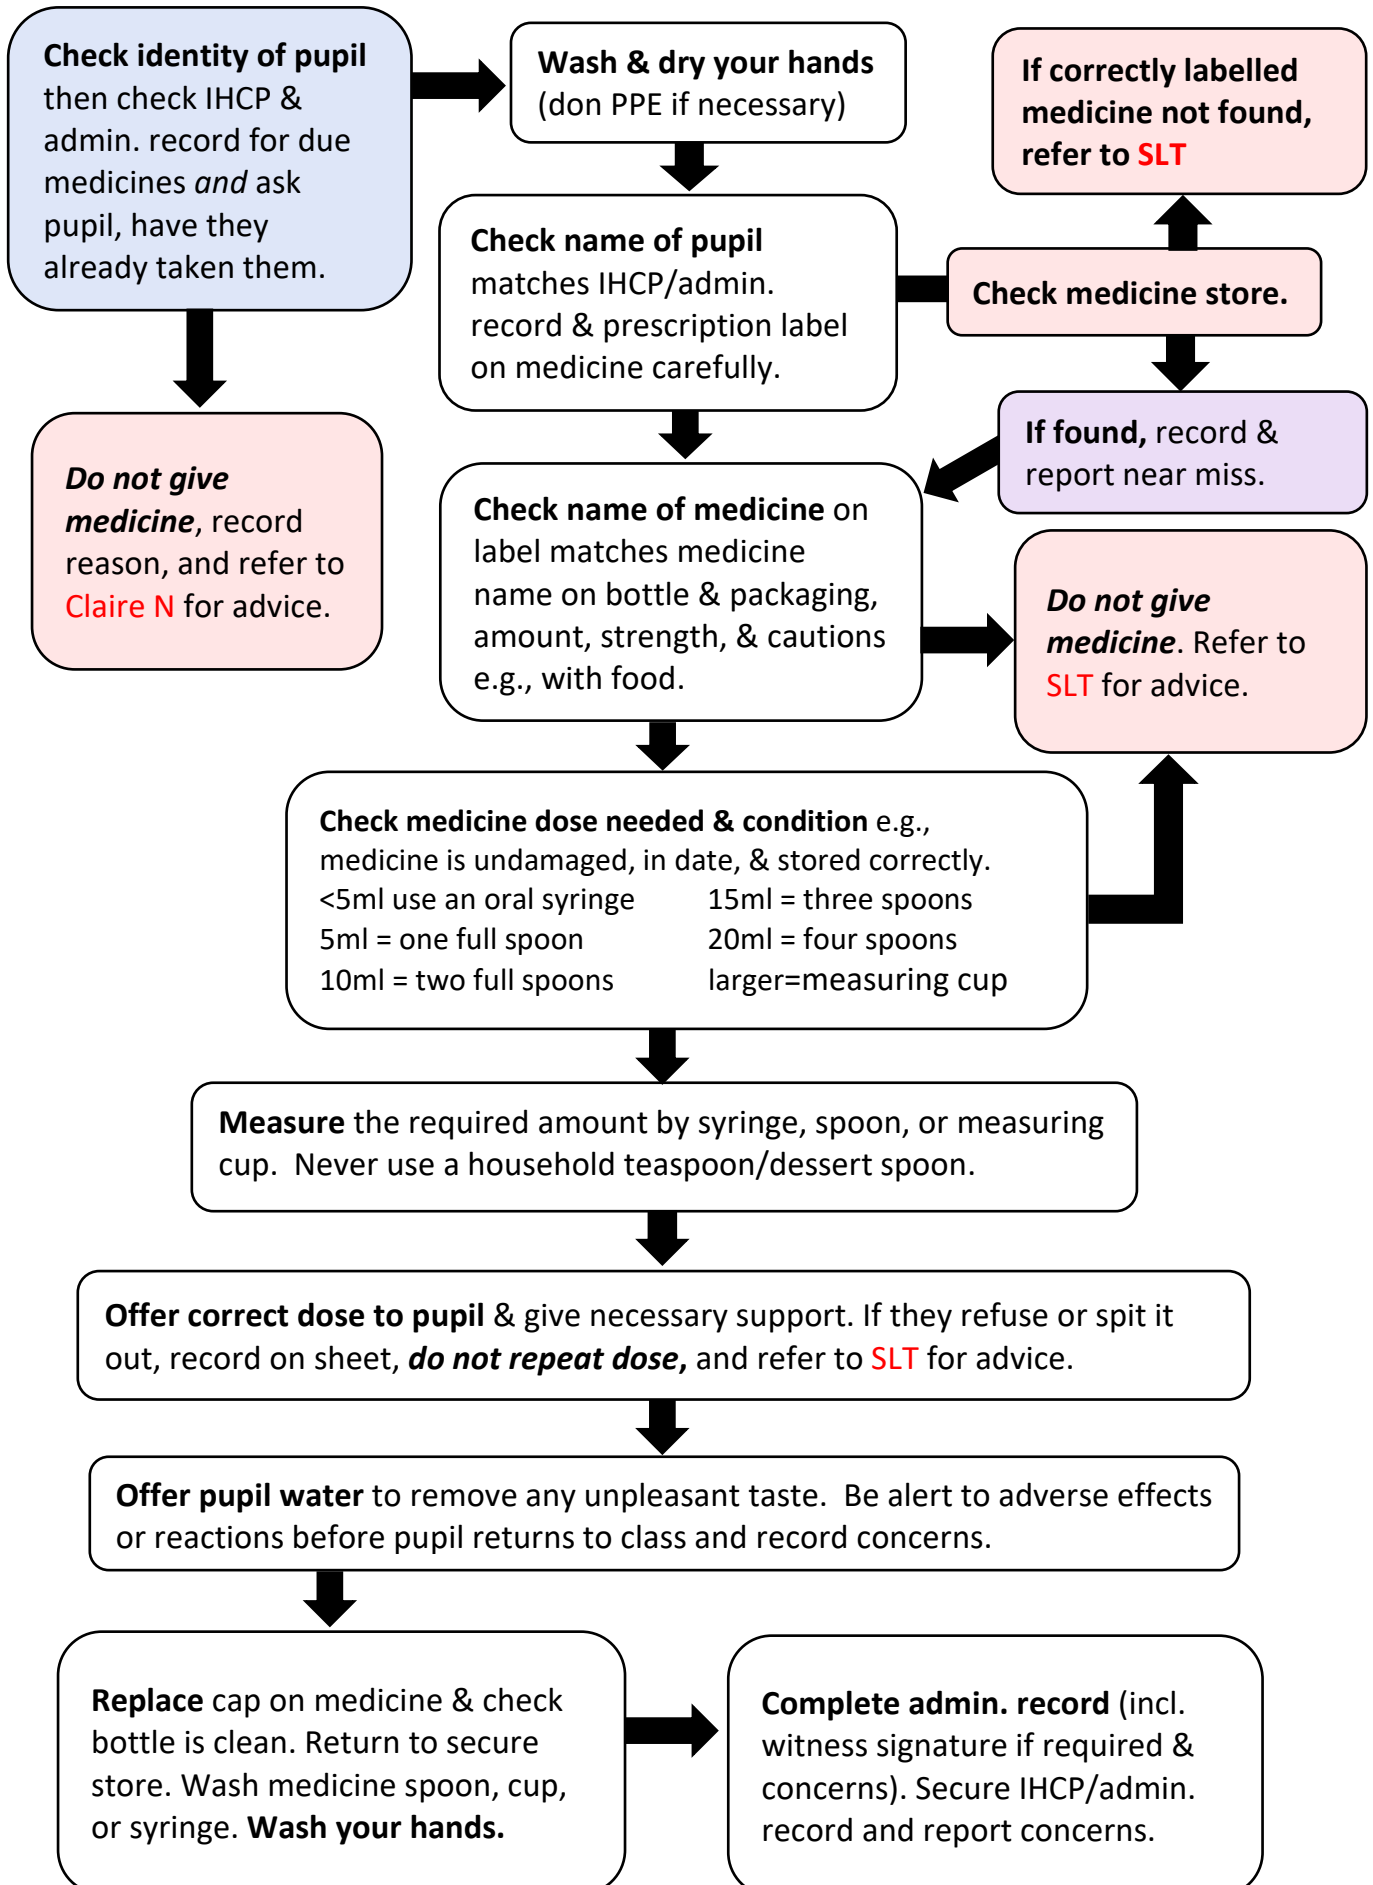 Check identity of pupil
then check IHCP &
admin. record for due
medicines and ask
pupil, have they
already taken them.
Wash & dry your hands
(don PPE if necessary)
If correctly labelled
medicine not found,
refer to SLT
Check name of pupil
matches IHCP/admin.
record & prescription label
on medicine carefully.
Check medicine store.
Do not give
medicine, record
reason, and refer to
Claire N for advice.
If found, record &
report near miss.
Check name of medicine on
label matches medicine
name on bottle & packaging,
amount, strength, & cautions
e.g., with food.
Do not give
medicine. Refer to
SLT for advice.
Check medicine dose needed & condition e.g.,
medicine is undamaged, in date, & stored correctly.
<5ml use an oral syringe 15ml = three spoons
5ml = one full spoon 20ml = four spoons
10ml = two full spoons larger=measuring cup
Measure the required amount by syringe, spoon, or measuring
cup. Never use a household teaspoon/dessert spoon.
Offer correct dose to pupil & give necessary support. If they refuse or spit it
out, record on sheet, do not repeat dose, and refer to SLT for advice.
Offer pupil water to remove any unpleasant taste. Be alert to adverse effects
or reactions before pupil returns to class and record concerns.
Replace cap on medicine & check
bottle is clean. Return to secure
store. Wash medicine spoon, cup,
or syringe. Wash your hands.
Complete admin. record (incl.
witness signature if required &
concerns). Secure IHCP/admin.
record and report concerns.